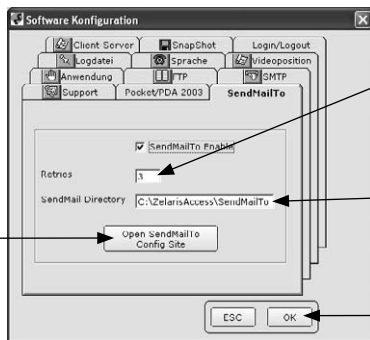 Software Konfiguration
Client Server SnapShot Login/Logout
Logdatei Sprache Videoposition
Anwendung FTP SMTP
Support Pocket/PDA 2003 SendMailTo
SendMailTo Enable
Retries 3
SendMail Directory C:\ZelarisAccess\SendMailTo
Open SendMailTo
Config Site
ESC OK